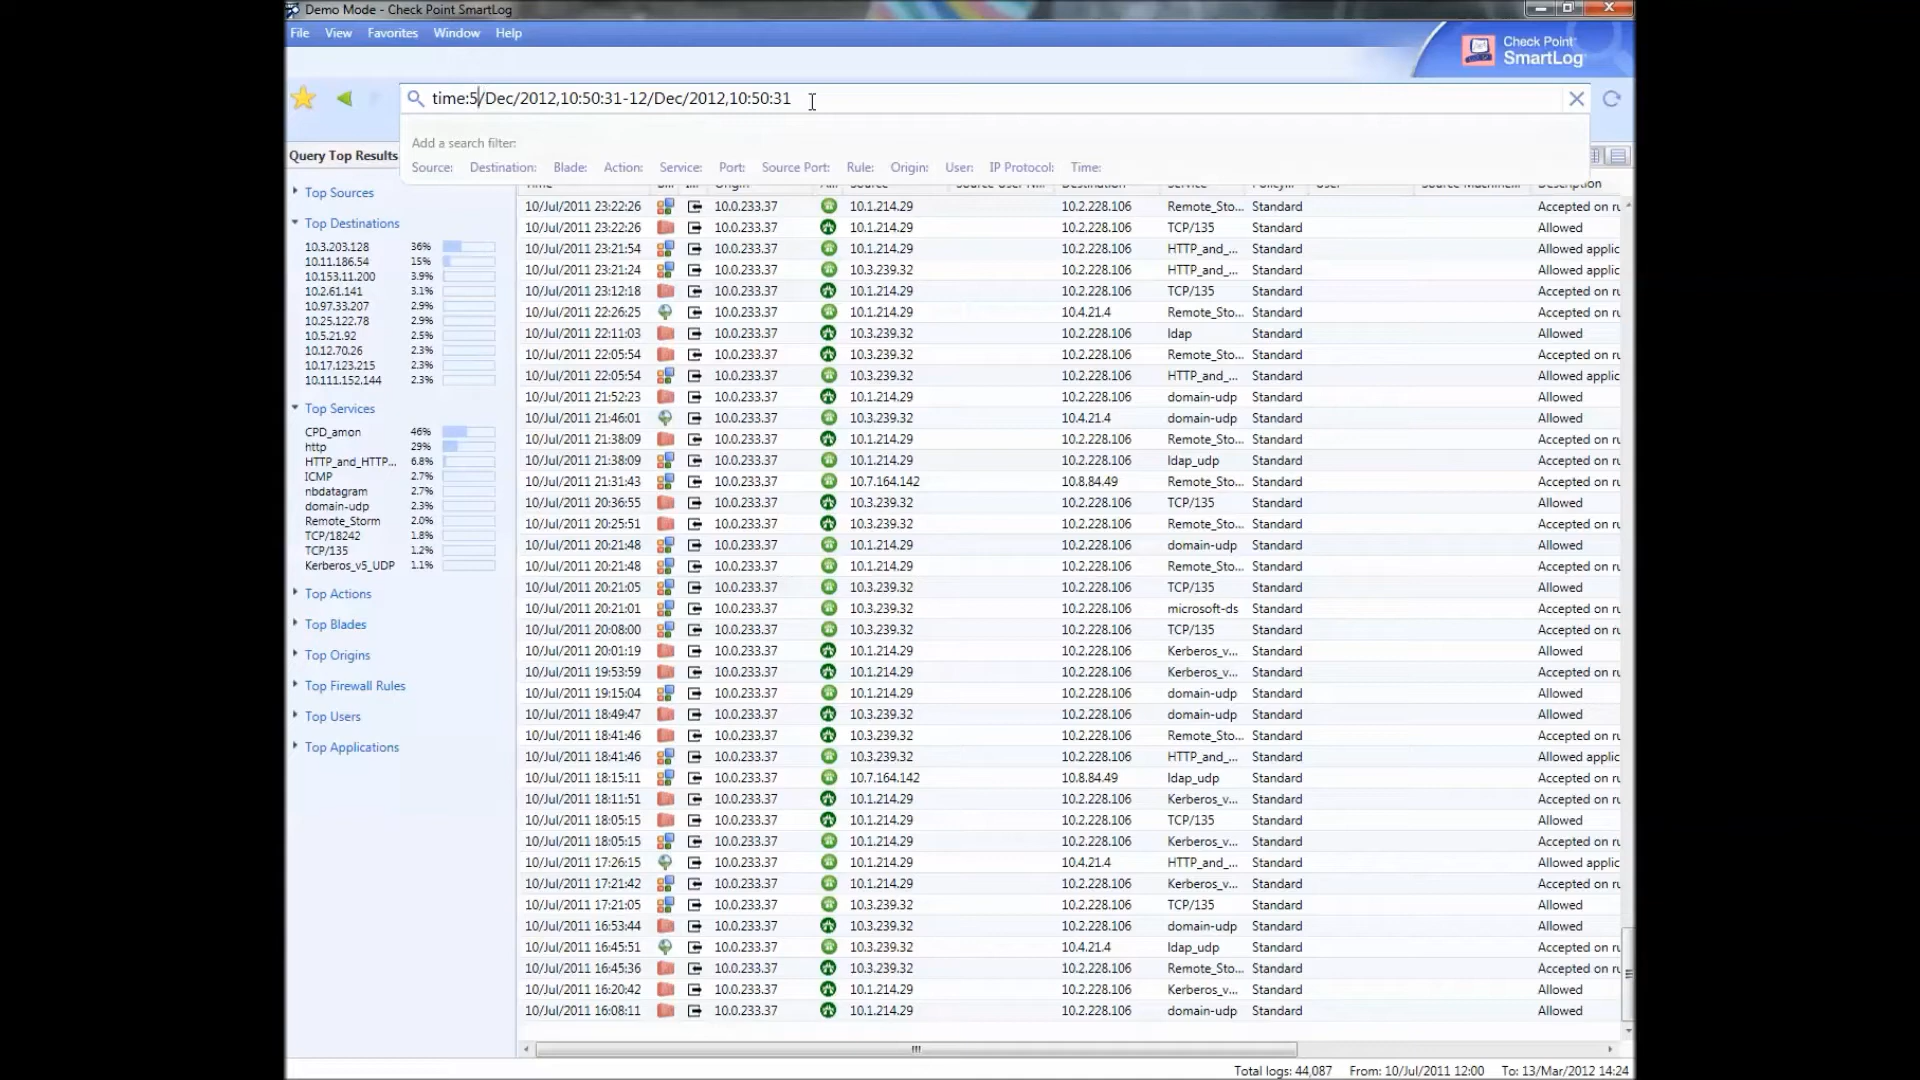 Demo Mode - Check Point SmartLog
File View Favorites Window Help
Check Point
SmartLog
time:5/Dec/2012,10:50:31-12/Dec/2012,10:50:31
Add a search filter:
Source: Destination: Blade: Action: Service: Port: Source Port: Rule: Origin: User: IP Protocol: Time:
Query Top Results
Top Sources
Top Destinations
10.3.203.128 36%
10.11.186.54 15%
10.153.11.200 3.9%
10.2.61.141 3.1%
10.97.33.207 2.9%
10.25.122.78 2.9%
10.5.21.92 2.5%
10.12.70.26 2.3%
10.17.123.215 2.3%
10.111.152.144 2.3%
Top Services
CPD_amon 46%
http 29%
HTTP_and_HTTP... 6.8%
ICMP 2.7%
nbdatagram 2.7%
domain-udp 2.3%
Remote_Storm 2.0%
TCP/18242 1.8%
TCP/135 1.2%
Kerberos_v5_UDP 1.1%
Top Actions
Top Blades
Top Origins
Top Firewall Rules
Top Users
Top Applications
Time Origin Source Source User N... Destination Service Policy... User Source Machine... Description
10/Jul/2011 23:22:26 10.0.233.37 10.1.214.29 10.2.228.106 Remote_Sto... Standard Accepted on ru
10/Jul/2011 23:22:26 10.0.233.37 10.1.214.29 10.2.228.106 TCP/135 Standard Allowed
10/Jul/2011 23:21:54 10.0.233.37 10.1.214.29 10.2.228.106 HTTP_and_... Standard Allowed applic
10/Jul/2011 23:21:24 10.0.233.37 10.3.239.32 10.2.228.106 HTTP_and_... Standard Allowed applic
10/Jul/2011 23:12:18 10.0.233.37 10.1.214.29 10.2.228.106 TCP/135 Standard Accepted on ru
10/Jul/2011 22:26:25 10.0.233.37 10.1.214.29 10.4.21.4 Remote_Sto... Standard Accepted on ru
10/Jul/2011 22:11:03 10.0.233.37 10.3.239.32 10.2.228.106 ldap Standard Allowed
10/Jul/2011 22:05:54 10.0.233.37 10.3.239.32 10.2.228.106 Remote_Sto... Standard Accepted on ru
10/Jul/2011 22:05:54 10.0.233.37 10.3.239.32 10.2.228.106 HTTP_and_... Standard Allowed applic
10/Jul/2011 21:52:23 10.0.233.37 10.1.214.29 10.2.228.106 domain-udp Standard Allowed
10/Jul/2011 21:46:01 10.0.233.37 10.3.239.32 10.4.21.4 domain-udp Standard Allowed
10/Jul/2011 21:38:09 10.0.233.37 10.1.214.29 10.2.228.106 Remote_Sto... Standard Accepted on ru
10/Jul/2011 21:38:09 10.0.233.37 10.1.214.29 10.2.228.106 ldap_udp Standard Accepted on ru
10/Jul/2011 21:31:43 10.0.233.37 10.7.164.142 10.8.84.49 Remote_Sto... Standard Accepted on ru
10/Jul/2011 20:36:55 10.0.233.37 10.3.239.32 10.2.228.106 TCP/135 Standard Allowed
10/Jul/2011 20:25:51 10.0.233.37 10.3.239.32 10.2.228.106 Remote_Sto... Standard Accepted on ru
10/Jul/2011 20:21:48 10.0.233.37 10.1.214.29 10.2.228.106 domain-udp Standard Allowed
10/Jul/2011 20:21:48 10.0.233.37 10.1.214.29 10.2.228.106 Remote_Sto... Standard Accepted on ru
10/Jul/2011 20:21:05 10.0.233.37 10.3.239.32 10.2.228.106 TCP/135 Standard Allowed
10/Jul/2011 20:21:01 10.0.233.37 10.3.239.32 10.2.228.106 microsoft-ds Standard Accepted on ru
10/Jul/2011 20:08:00 10.0.233.37 10.3.239.32 10.2.228.106 TCP/135 Standard Accepted on ru
10/Jul/2011 20:01:19 10.0.233.37 10.1.214.29 10.2.228.106 Kerberos_v... Standard Allowed
10/Jul/2011 19:53:59 10.0.233.37 10.1.214.29 10.2.228.106 Kerberos_v... Standard Accepted on ru
10/Jul/2011 19:15:04 10.0.233.37 10.1.214.29 10.2.228.106 domain-udp Standard Allowed
10/Jul/2011 18:49:47 10.0.233.37 10.3.239.32 10.2.228.106 domain-udp Standard Allowed
10/Jul/2011 18:41:46 10.0.233.37 10.3.239.32 10.2.228.106 Remote_Sto... Standard Accepted on ru
10/Jul/2011 18:41:46 10.0.233.37 10.3.239.32 10.2.228.106 HTTP_and_... Standard Allowed applic
10/Jul/2011 18:15:11 10.0.233.37 10.7.164.142 10.8.84.49 ldap_udp Standard Accepted on ru
10/Jul/2011 18:11:51 10.0.233.37 10.1.214.29 10.2.228.106 Kerberos_v... Standard Allowed
10/Jul/2011 18:05:15 10.0.233.37 10.1.214.29 10.2.228.106 TCP/135 Standard Allowed
10/Jul/2011 18:05:15 10.0.233.37 10.1.214.29 10.2.228.106 Kerberos_v... Standard Accepted on ru
10/Jul/2011 17:26:15 10.0.233.37 10.1.214.29 10.4.21.4 HTTP_and_... Standard Allowed applic
10/Jul/2011 17:21:42 10.0.233.37 10.1.214.29 10.2.228.106 Kerberos_v... Standard Accepted on ru
10/Jul/2011 17:21:05 10.0.233.37 10.3.239.32 10.2.228.106 TCP/135 Standard Allowed
10/Jul/2011 16:53:44 10.0.233.37 10.3.239.32 10.2.228.106 domain-udp Standard Allowed
10/Jul/2011 16:45:51 10.0.233.37 10.3.239.32 10.4.21.4 ldap_udp Standard Accepted on ru
10/Jul/2011 16:45:36 10.0.233.37 10.3.239.32 10.2.228.106 Remote_Sto... Standard Accepted on ru
10/Jul/2011 16:20:42 10.0.233.37 10.1.214.29 10.2.228.106 Kerberos_v... Standard Allowed
10/Jul/2011 16:08:11 10.0.233.37 10.1.214.29 10.2.228.106 domain-udp Standard Allowed
Total logs: 44,087 From: 10/Jul/2011 12:00 To: 13/Mar/2012 14:24